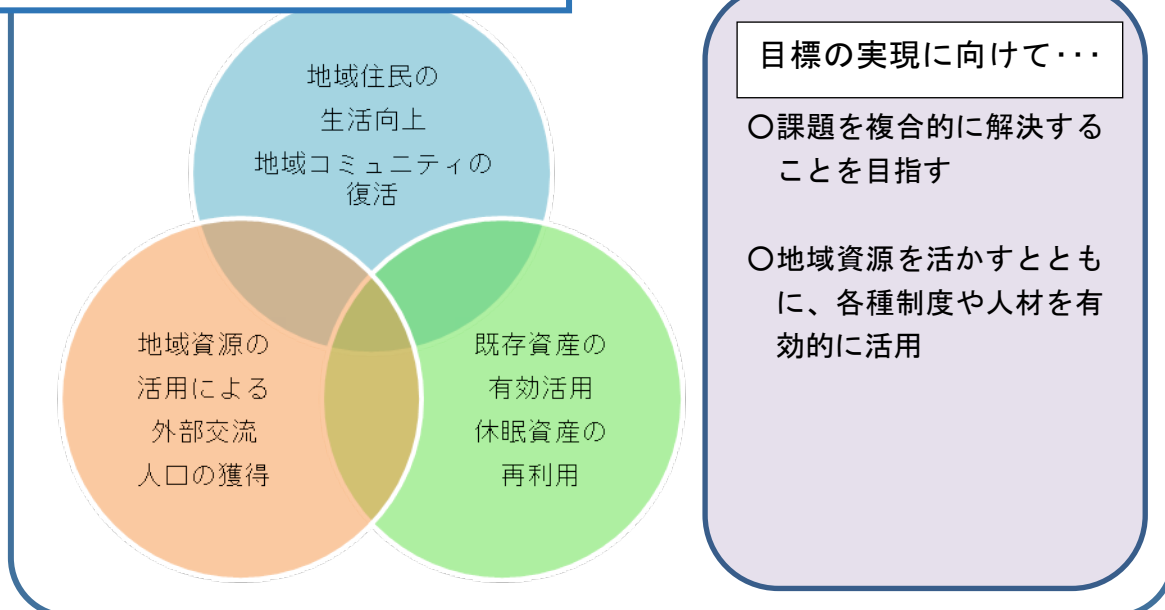 地域住民の
生活向上
地域コミュニティの
復活
地域資源の
活用による
外部交流
人口の獲得
既存資産の
有効活用
休眠資産の
再利用
目標の実現に向けて･･･
〇課題を複合的に解決する
ことを目指す
〇地域資源を活かすととも
に、各種制度や人材を有
効的に活用